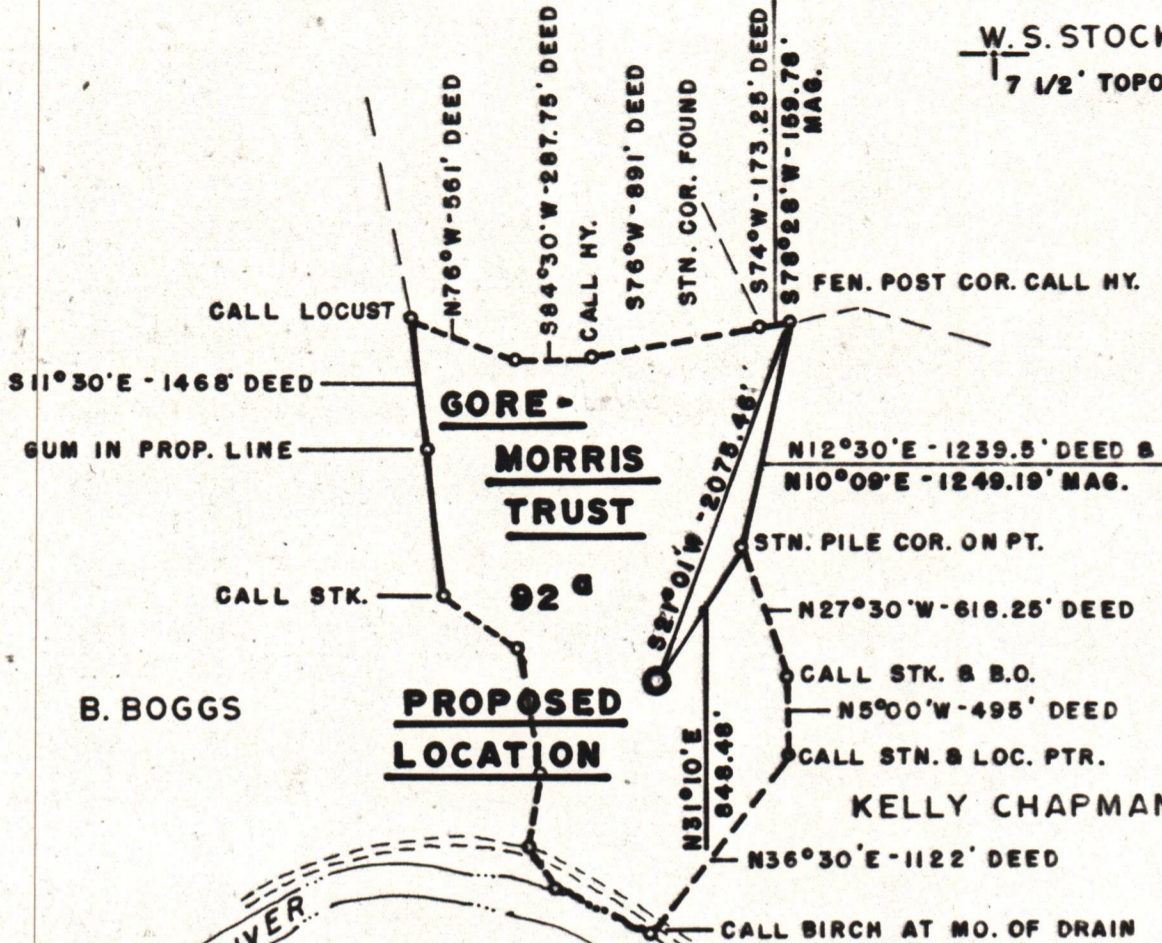 W. S. STOCK
7 1/2' TOPO
N76°W-561' DEED
S84°30'W-287.75' DEED
CALL HY.
S76°W-891' DEED
STN. COR. FOUND
S74°W-173.25' DEED
S78°28'W-159.78'
MAG.
FEN. POST COR. CALL HY.
CALL LOCUST
S11°30'E - 1468' DEED
GUM IN PROP. LINE
GORE-
MORRIS
TRUST
92 a
S21°01'W -2075.46'
N12°30'E - 1239.5' DEED &
N10°09'E - 1249.19' MAG.
STN. PILE COR. ON PT.
CALL STK.
N27°30'W-618.25' DEED
CALL STK. & B.O.
B. BOGGS
PROPOSED
LOCATION
N5°00'W-495' DEED
CALL STN. & LOC. PTR.
N31°10'E
848.48'
KELLY CHAPMAN
N36°30'E-1122' DEED
CALL BIRCH AT MO. OF DRAIN
IVER